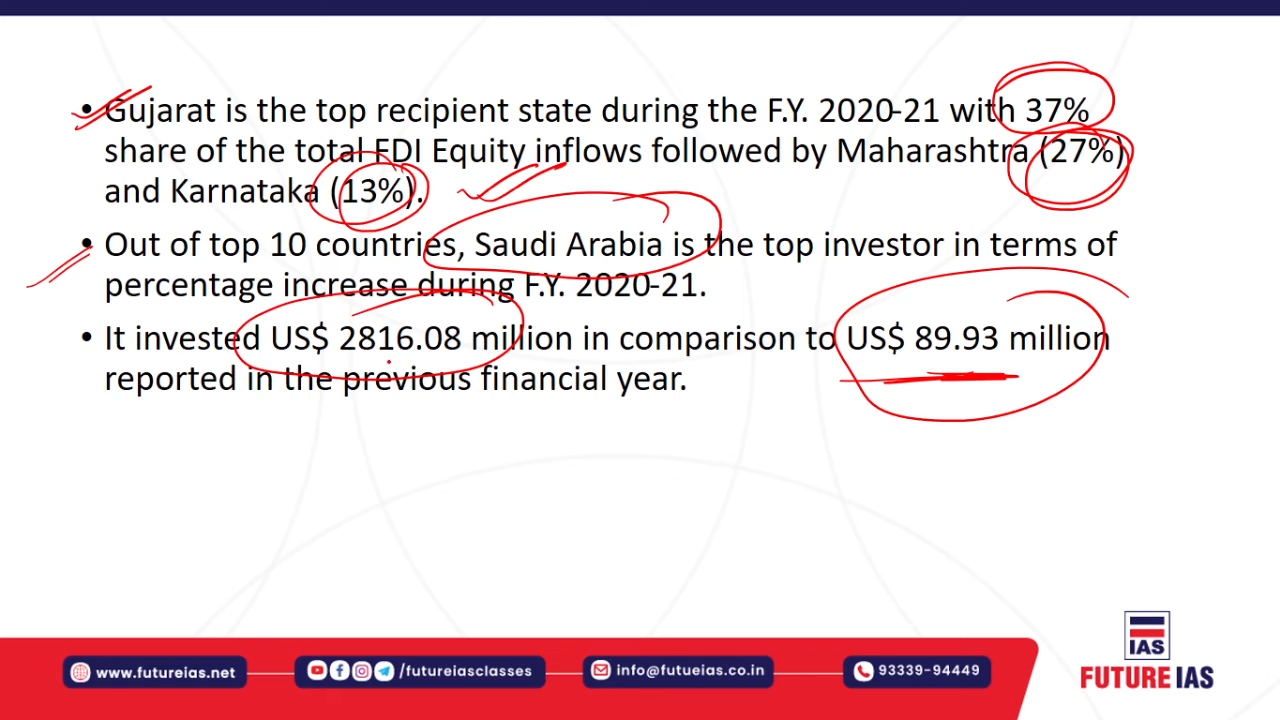 • Gujarat is the top recipient state during the F.Y. 2020-21 with 37%
share of the total FDI Equity inflows followed by Maharashtra (27%)
and Karnataka (13%).
• Out of top 10 countries, Saudi Arabia is the top investor in terms of
percentage increase during F.Y. 2020-21.
• It invested US$ 2816.08 million in comparison to US$ 89.93 million
reported in the previous financial year.
IAS
www.futureias.net
/futureiasclasses
info@futueias.co.in
93339-94449
FUTURE IAS